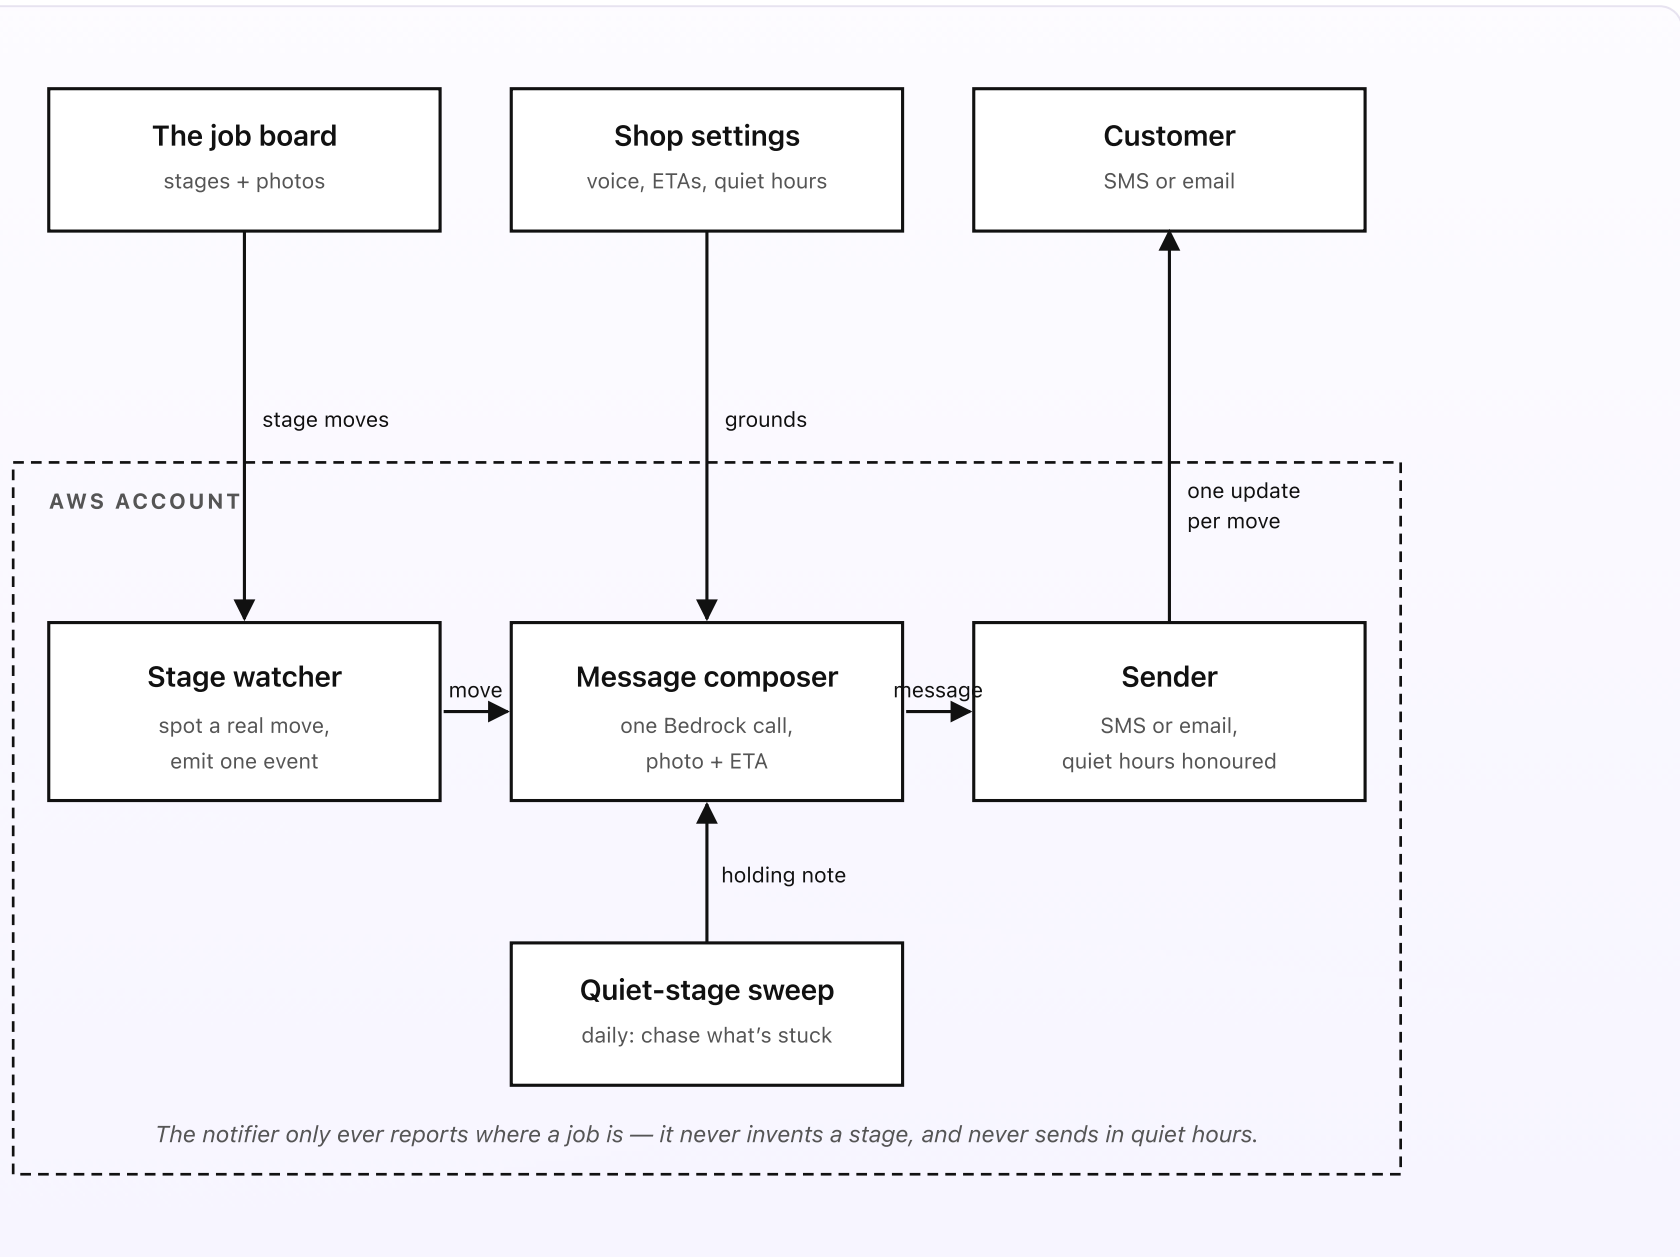 The job board
stages + photos
Shop settings
voice, ETAs, quiet hours
Customer
SMS or email
stage moves
grounds
one update
per move
AWS ACCOUNT
Stage watcher
spot a real move,
emit one event
move
Message composer
one Bedrock call,
photo + ETA
message
Sender
SMS or email,
quiet hours honoured
holding note
Quiet-stage sweep
daily: chase what’s stuck
The notifier only ever reports where a job is — it never invents a stage, and never sends in quiet hours.